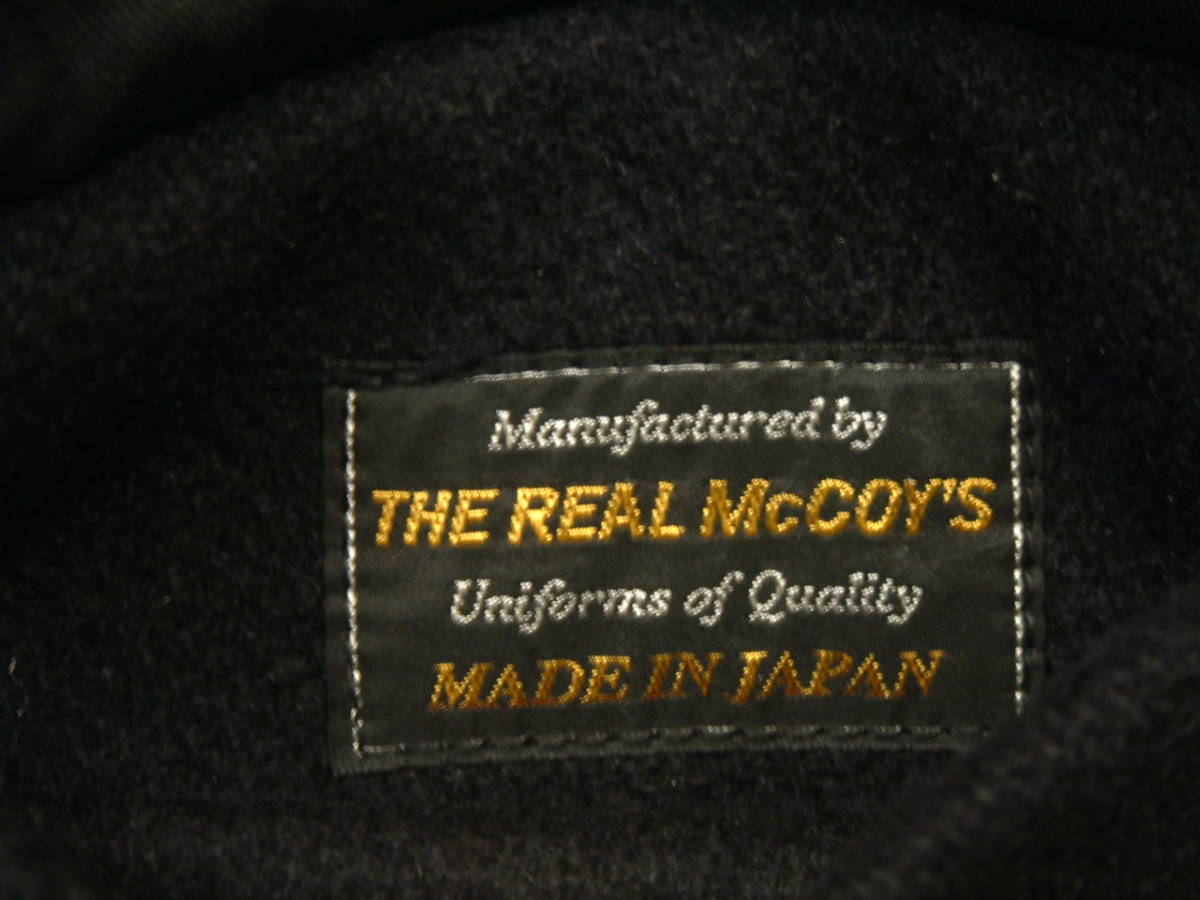 Manufactured by
THE REAL McCOY'S
Uniforms of Quality
MADE IN JAPAN